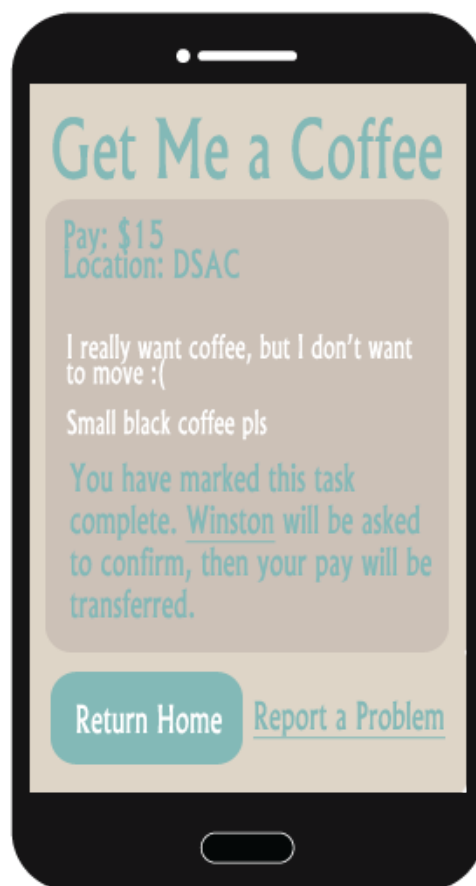 Get Me a Coffee
Pay: $15
Location: DSAC
I really want coffee, but I don't want
to move :(
Small black coffee pls
You have marked this task
complete. Winston will be asked
to confirm, then your pay will be
transferred.
Return Home
Report a Problem